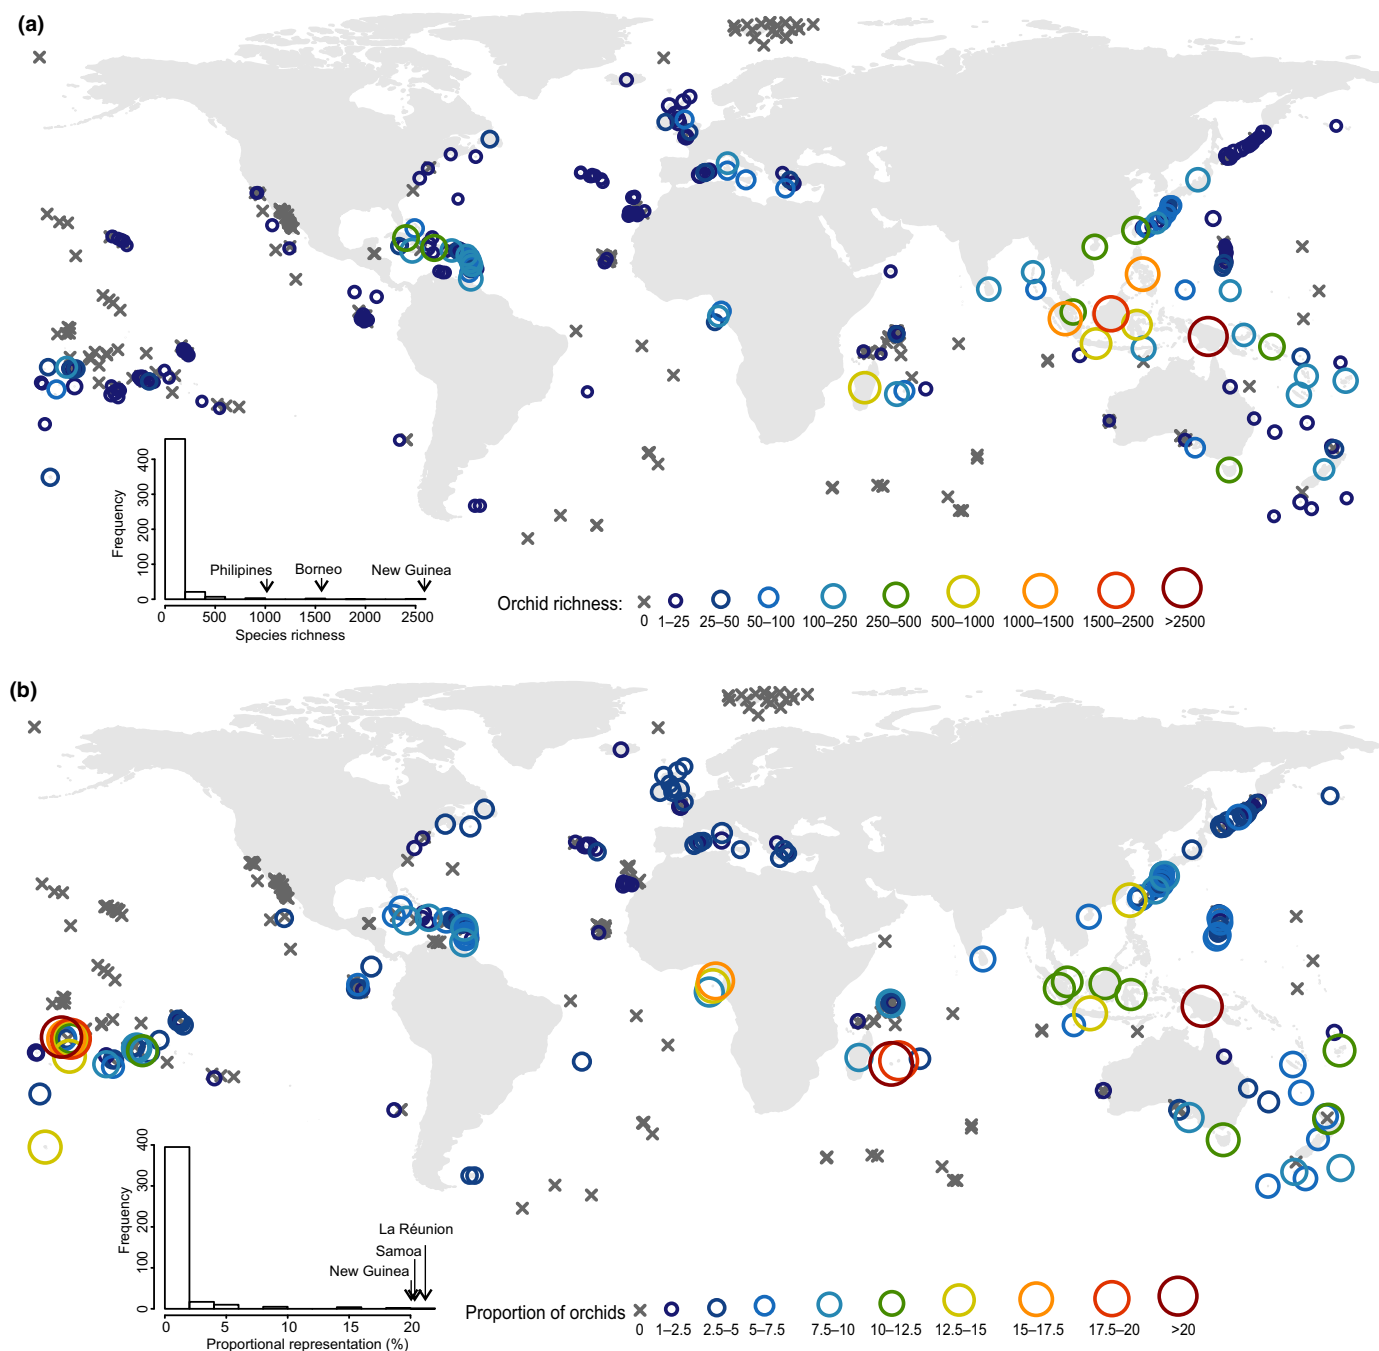 (a)
400
300
200
100
0
Frequency
Philipines
Borneo
New Guinea
0 500 1000 1500 2000 2500
Species richness
Orchid richness:
0 1–25 25–50 50–100 100–250 250–500 500–1000 1000–1500 1500–2500 >2500
(b)
400
300
200
100
0
Frequency
La Réunion
Samoa
New Guinea
0 5 10 15 20
Proportional representation (%)
Proportion of orchids
0 1–2.5 2.5–5 5–7.5 7.5–10 10–12.5 12.5–15 15–17.5 17.5–20 >20